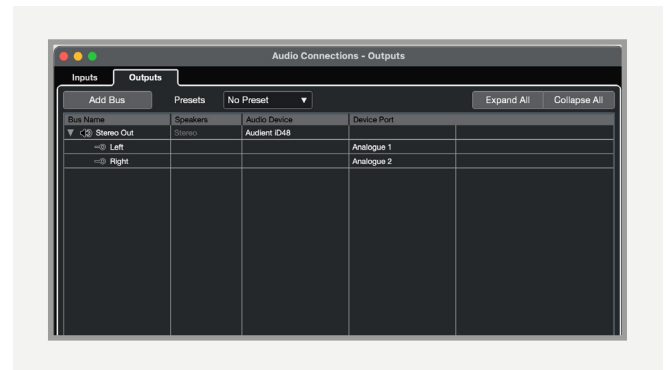 Audio Connections - Outputs
Inputs Outputs
Add Bus Presets No Preset Expand All Collapse All
Bus Name Speakers Audio Device Device Port
Stereo Out Stereo Audient iD48
Left Analogue 1
Right Analogue 2